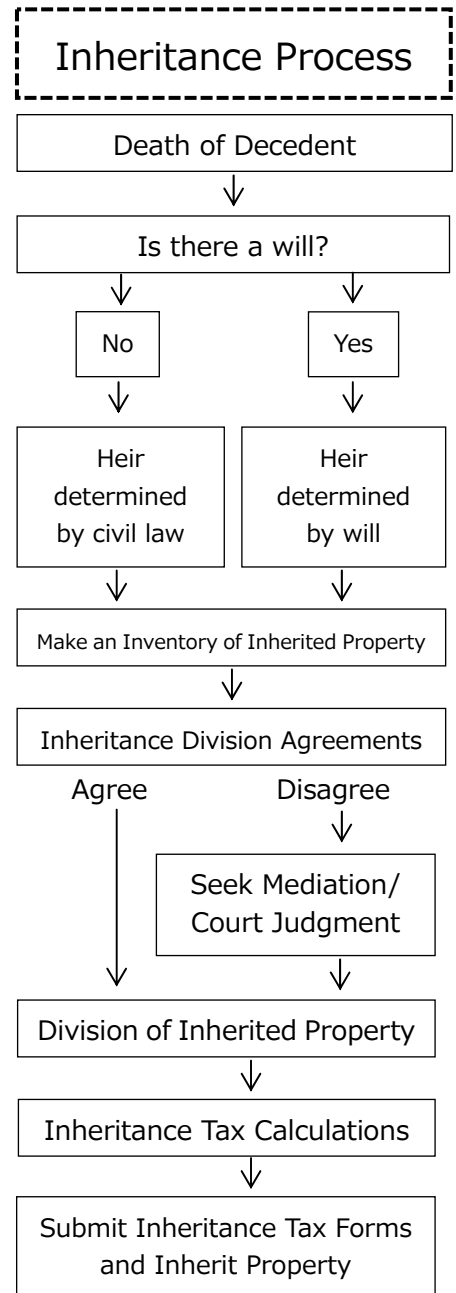 Inheritance Process
Death of Decedent
Is there a will?
No
Yes
Heir
determined
by civil law
Heir
determined
by will
Make an Inventory of Inherited Property
Inheritance Division Agreements
Agree
Disagree
Seek Mediation/
Court Judgment
Division of Inherited Property
Inheritance Tax Calculations
Submit Inheritance Tax Forms
and Inherit Property